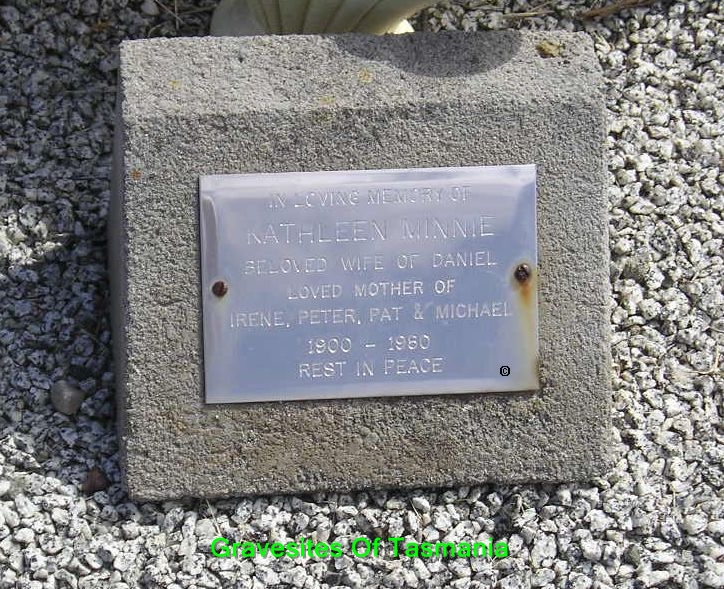 IN LOVING MEMORY OF
KATHLEEN MINNIE
BELOVED WIFE OF DANIEL
LOVED MOTHER OF
IRENE, PETER, PAT & MICHAEL
1900 – 1980
REST IN PEACE
©
Gravesites Of Tasmania